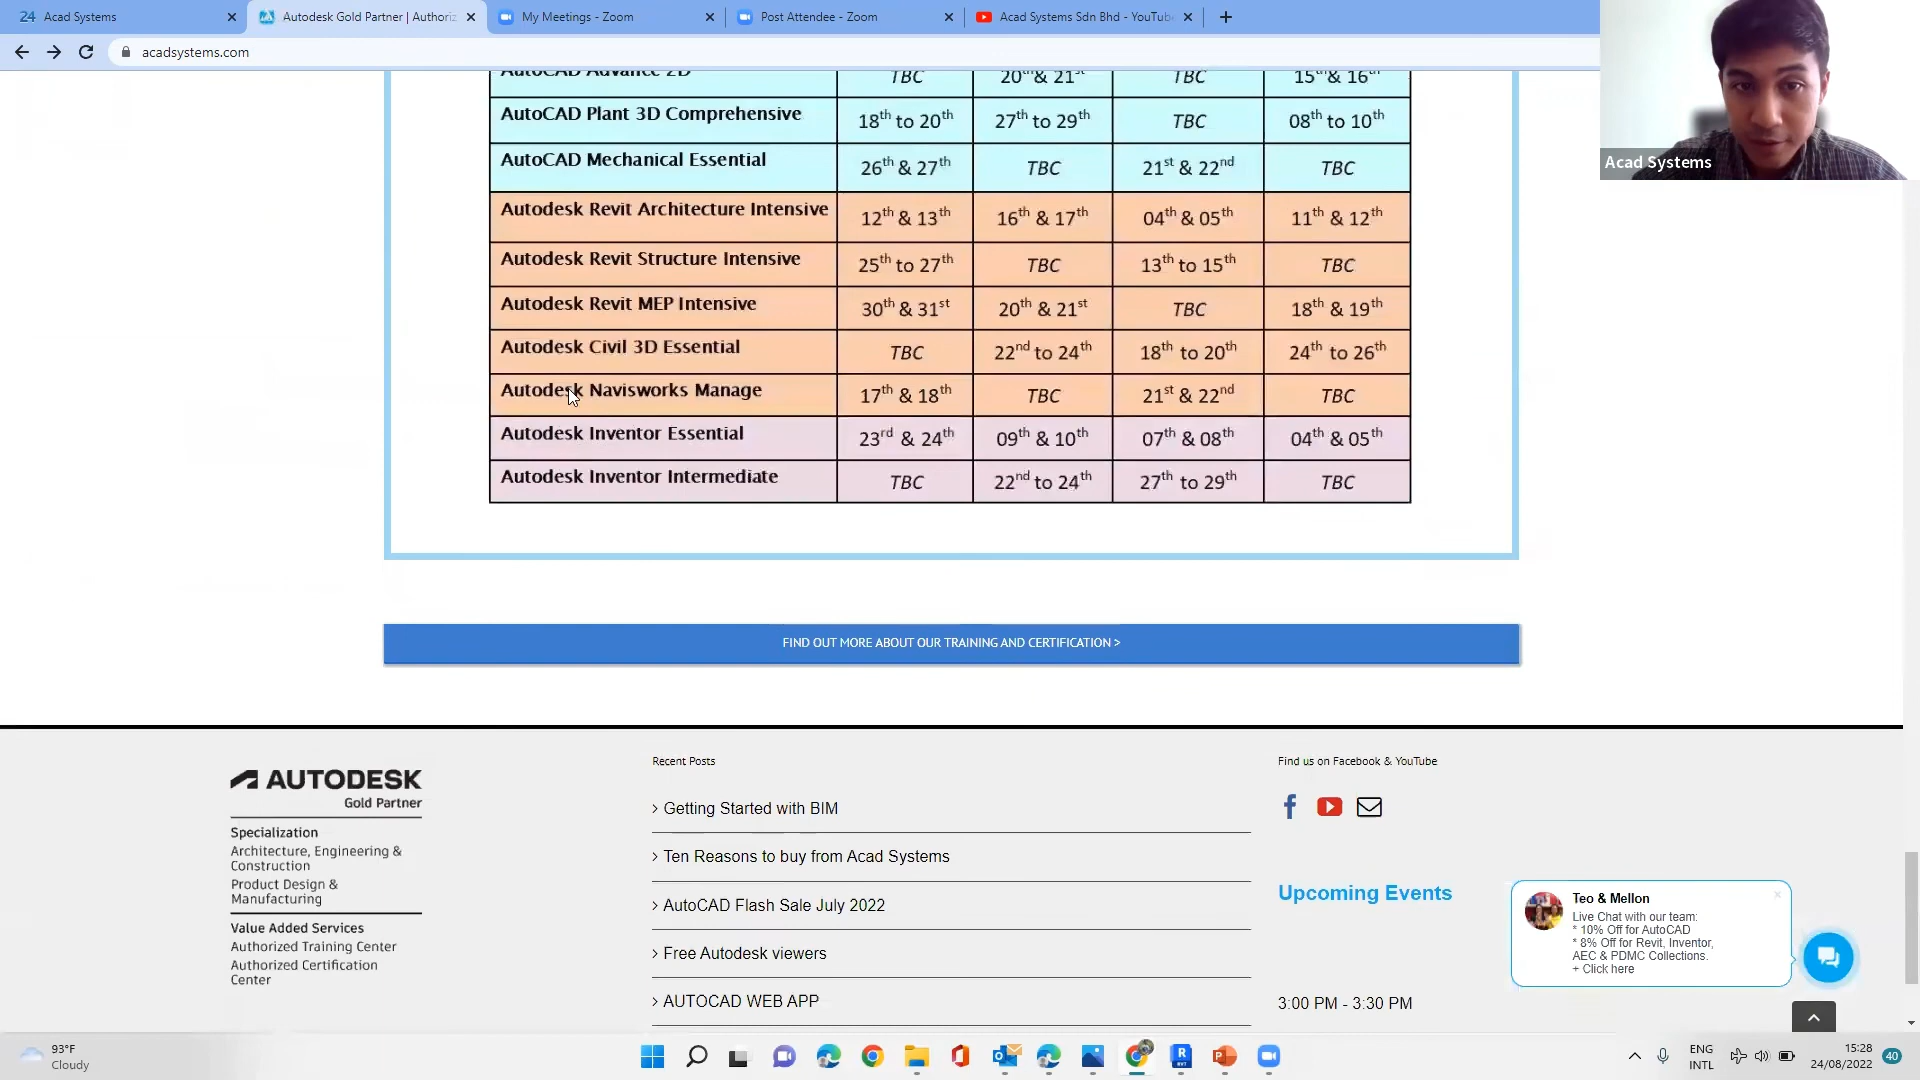 24 Acad Systems
Autodesk Gold Partner | Authoriz
My Meetings - Zoom
Post Attendee - Zoom
Acad Systems Sdn Bhd - YouTube
acadsystems.com
Acad Systems
AutoCAD Advance 2D TBC 20th & 21st TBC 15th & 16th
AutoCAD Plant 3D Comprehensive 18th to 20th 27th to 29th TBC 08th to 10th
AutoCAD Mechanical Essential 26th & 27th TBC 21st & 22nd TBC
Autodesk Revit Architecture Intensive 12th & 13th 16th & 17th 04th & 05th 11th & 12th
Autodesk Revit Structure Intensive 25th to 27th TBC 13th to 15th TBC
Autodesk Revit MEP Intensive 30th & 31st 20th & 21st TBC 18th & 19th
Autodesk Civil 3D Essential TBC 22nd to 24th 18th to 20th 24th to 26th
Autodesk Navisworks Manage 17th & 18th TBC 21st & 22nd TBC
Autodesk Inventor Essential 23rd & 24th 09th & 10th 07th & 08th 04th & 05th
Autodesk Inventor Intermediate TBC 22nd to 24th 27th to 29th TBC
FIND OUT MORE ABOUT OUR TRAINING AND CERTIFICATION >
AUTODESK
Gold Partner
Specialization
Architecture, Engineering &
Construction
Product Design &
Manufacturing
Value Added Services
Authorized Training Center
Authorized Certification
Center
Recent Posts
> Getting Started with BIM
> Ten Reasons to buy from Acad Systems
> AutoCAD Flash Sale July 2022
> Free Autodesk viewers
> AUTOCAD WEB APP
Find us on Facebook & YouTube
Upcoming Events
3:00 PM - 3:30 PM
Teo & Mellon
Live Chat with our team:
* 10% Off for AutoCAD
* 8% Off for Revit, Inventor,
AEC & PDMC Collections.
+ Click here
93°F
Cloudy
R
RVT
P
ENG
INTL
15:28
24/08/2022
40